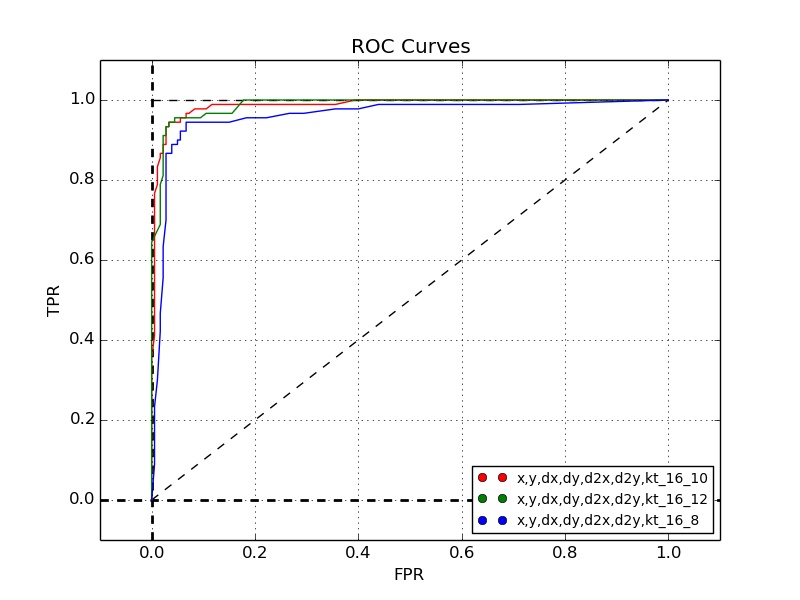 ROC Curves
TPR
1.0
0.8
0.6
0.4
0.2
0.0
0.0 0.2 0.4 0.6 0.8 1.0
FPR
x,y,dx,dy,d2x,d2y,kt_16_10
x,y,dx,dy,d2x,d2y,kt_16_12
x,y,dx,dy,d2x,d2y,kt_16_8